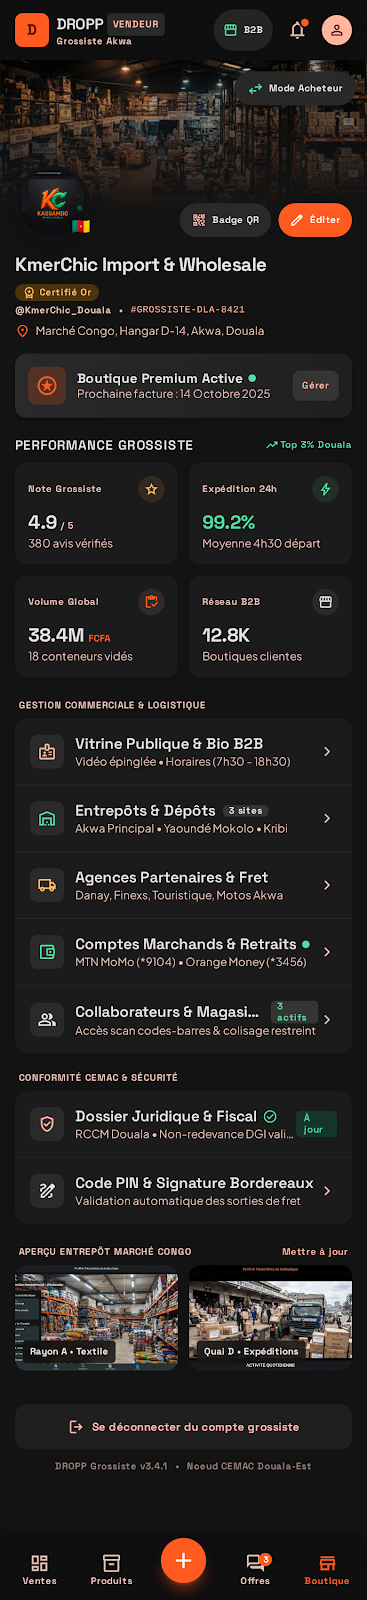 D
DROPP VENDEUR
Grossiste Akwa
B2B
Mode Acheteur
KC
KASSAMBO
Badge QR
Éditer
KmerChic Import & Wholesale
Certifié Or
@KmerChic_Douala • #GROSSISTE-DLA-8421
Marché Congo, Hangar D-14, Akwa, Douala
Boutique Premium Active
Prochaine facture : 14 Octobre 2025
Gérer
PERFORMANCE GROSSISTE
Top 3% Douala
Note Grossiste
4.9 / 5
380 avis vérifiés
Expédition 24h
99.2%
Moyenne 4h30 départ
Volume Global
38.4M FCFA
18 conteneurs vidés
Réseau B2B
12.8K
Boutiques clientes
GESTION COMMERCIALE & LOGISTIQUE
Vitrine Publique & Bio B2B
Vidéo épinglée • Horaires (7h30 - 18h30)
Entrepôts & Dépôts 3 sites
Akwa Principal • Yaoundé Mokolo • Kribi
Agences Partenaires & Fret
Danay, Finexs, Touristique, Motos Akwa
Comptes Marchands & Retraits
MTN MoMo (*9104) • Orange Money (*3456)
Collaborateurs & Magasi...
3
actifs
Accès scan codes-barres & colisage restreint
CONFORMITÉ CEMAC & SÉCURITÉ
Dossier Juridique & Fiscal
À
jour
RCCM Douala • Non-redevance DGI vali...
Code PIN & Signature Bordereaux
Validation automatique des sorties de fret
APERÇU ENTREPÔT MARCHÉ CONGO
Mettre à jour
Rayon A • Textile
Quai D • Expéditions
ACTIVITÉ QUOTIDIENNE
Se déconnecter du compte grossiste
DROPP Grossiste v3.4.1 • Noeud CEMAC Douala-Est
Ventes
Produits
3
Offres
Boutique